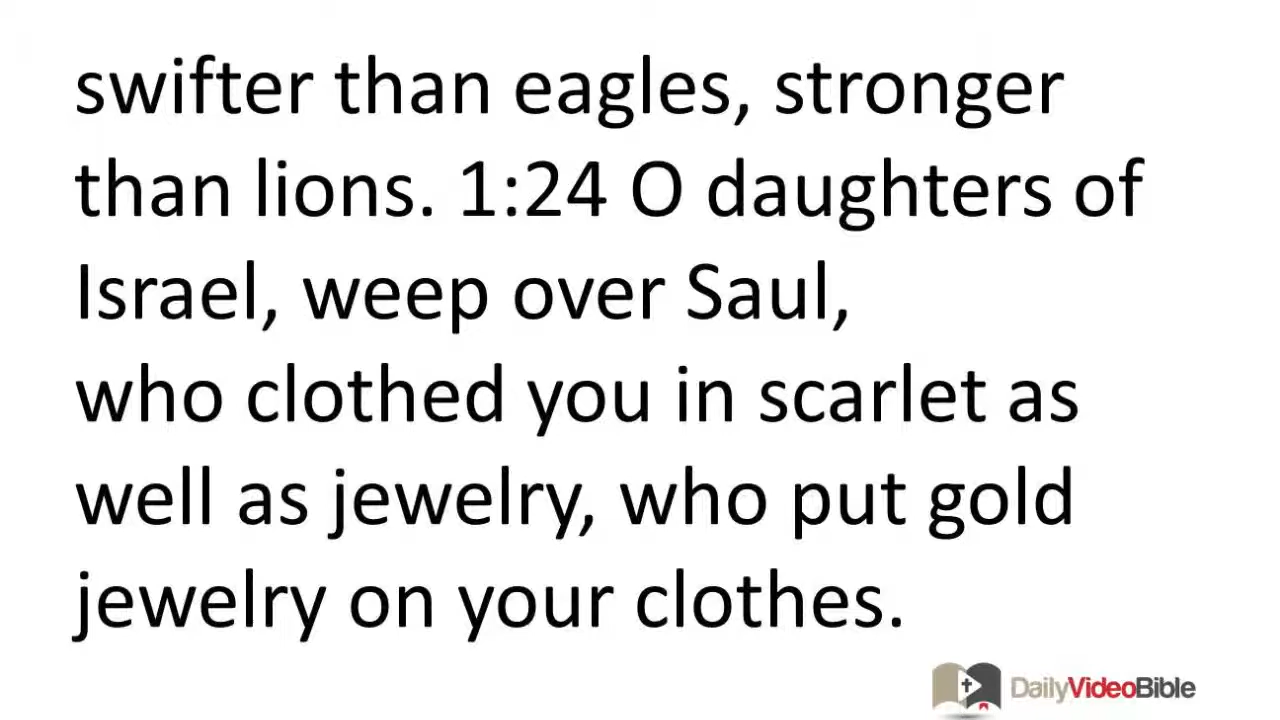 swifter than eagles, stronger
than lions. 1:24 O daughters of
Israel, weep over Saul,
who clothed you in scarlet as
well as jewelry, who put gold
jewelry on your clothes.
DailyVideoBible